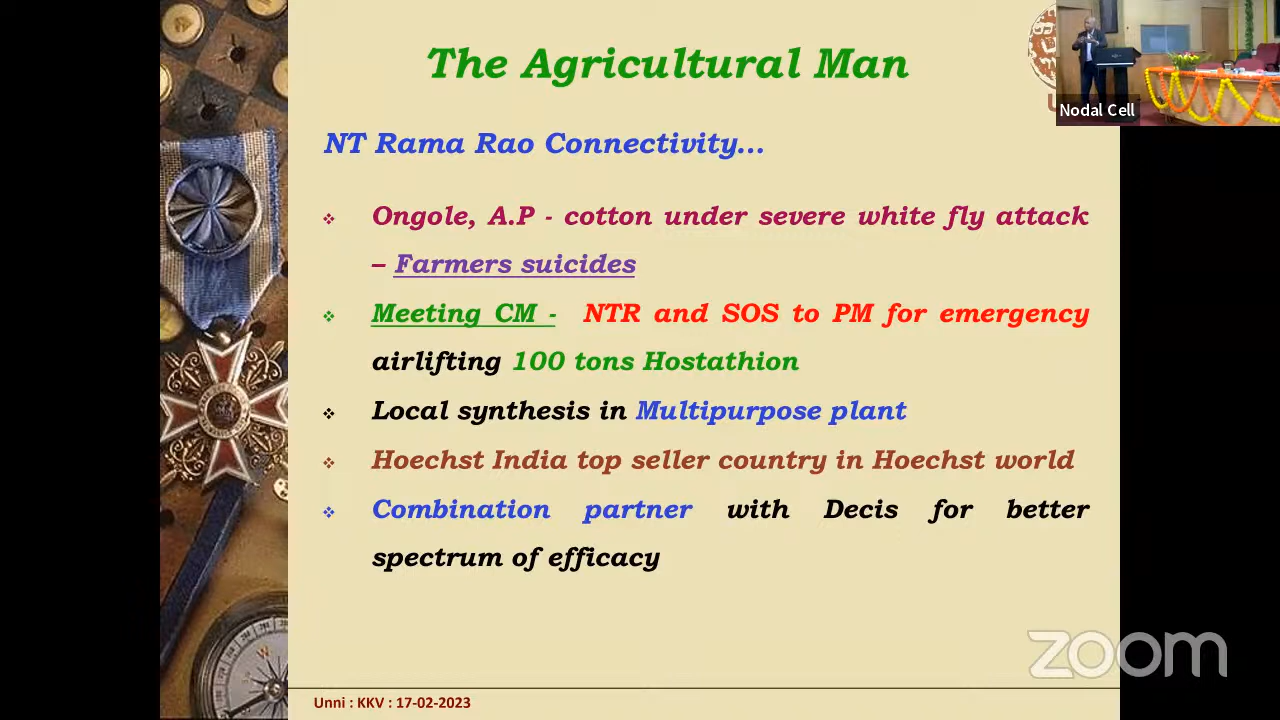 The Agricultural Man
Nodal Cell
NT Rama Rao Connectivity...
Ongole, A.P - cotton under severe white fly attack
– Farmers suicides
Meeting CM - NTR and SOS to PM for emergency
airlifting 100 tons Hostathion
Local synthesis in Multipurpose plant
Hoechst India top seller country in Hoechst world
Combination partner with Decis for better
spectrum of efficacy
zoom
Unni : KKV : 17-02-2023